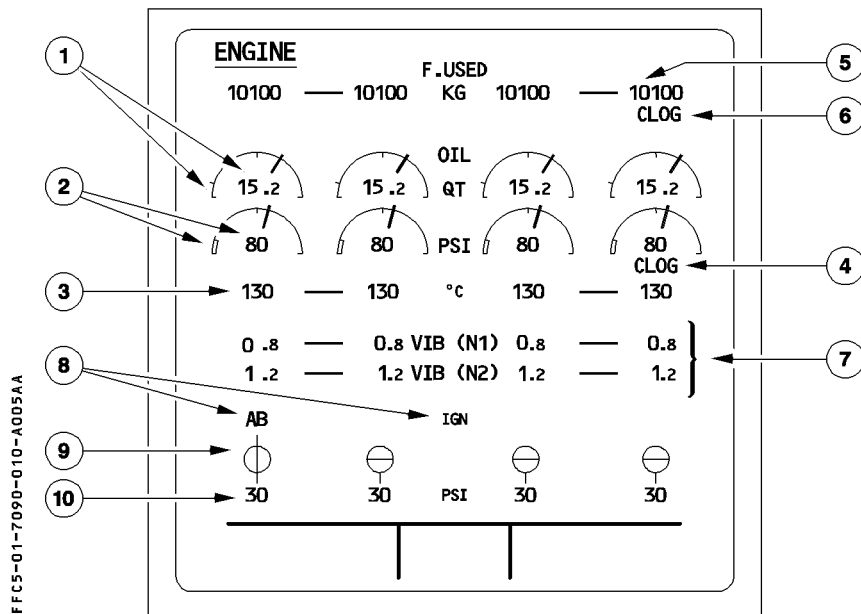 ENGINE
F.USED
10100 10100 KG 10100 10100
CLOG
OIL
15.2 15.2 QT 15.2 15.2
80 80 PSI 80 80
CLOG
130 130 °C 130 130
0.8 0.8 VIB (N1) 0.8 0.8
1.2 1.2 VIB (N2) 1.2 1.2
AB IGN
30 30 PSI 30 30
1
2
3
8
9
10
5
6
4
7
FFC5-01-7090-010-A005AA